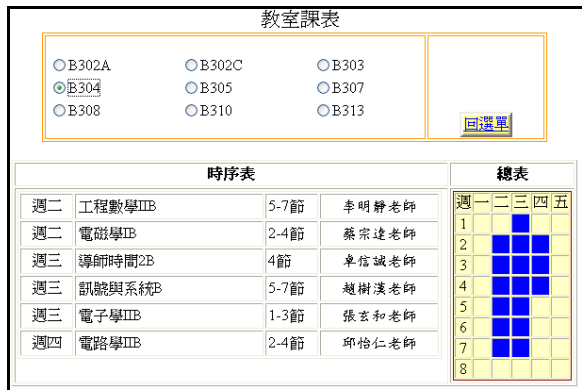 教室課表
B302A B302C B303
B304 B305 B307
B308 B310 B313
回選單
時序表 總表
週二 工程數學IIB 5-7節 李明靜老師
週二 電磁學IIB 2-4節 蔡宗達老師
週三 導師時間2B 4節 卓信誠老師
週三 訊號與系統B 5-7節 趙樹漢老師
週三 電子學IIB 1-3節 張玄和老師
週四 電路學IIB 2-4節 邱怡仁老師
週 一 二 三 四 五
1
2
3
4
5
6
7
8